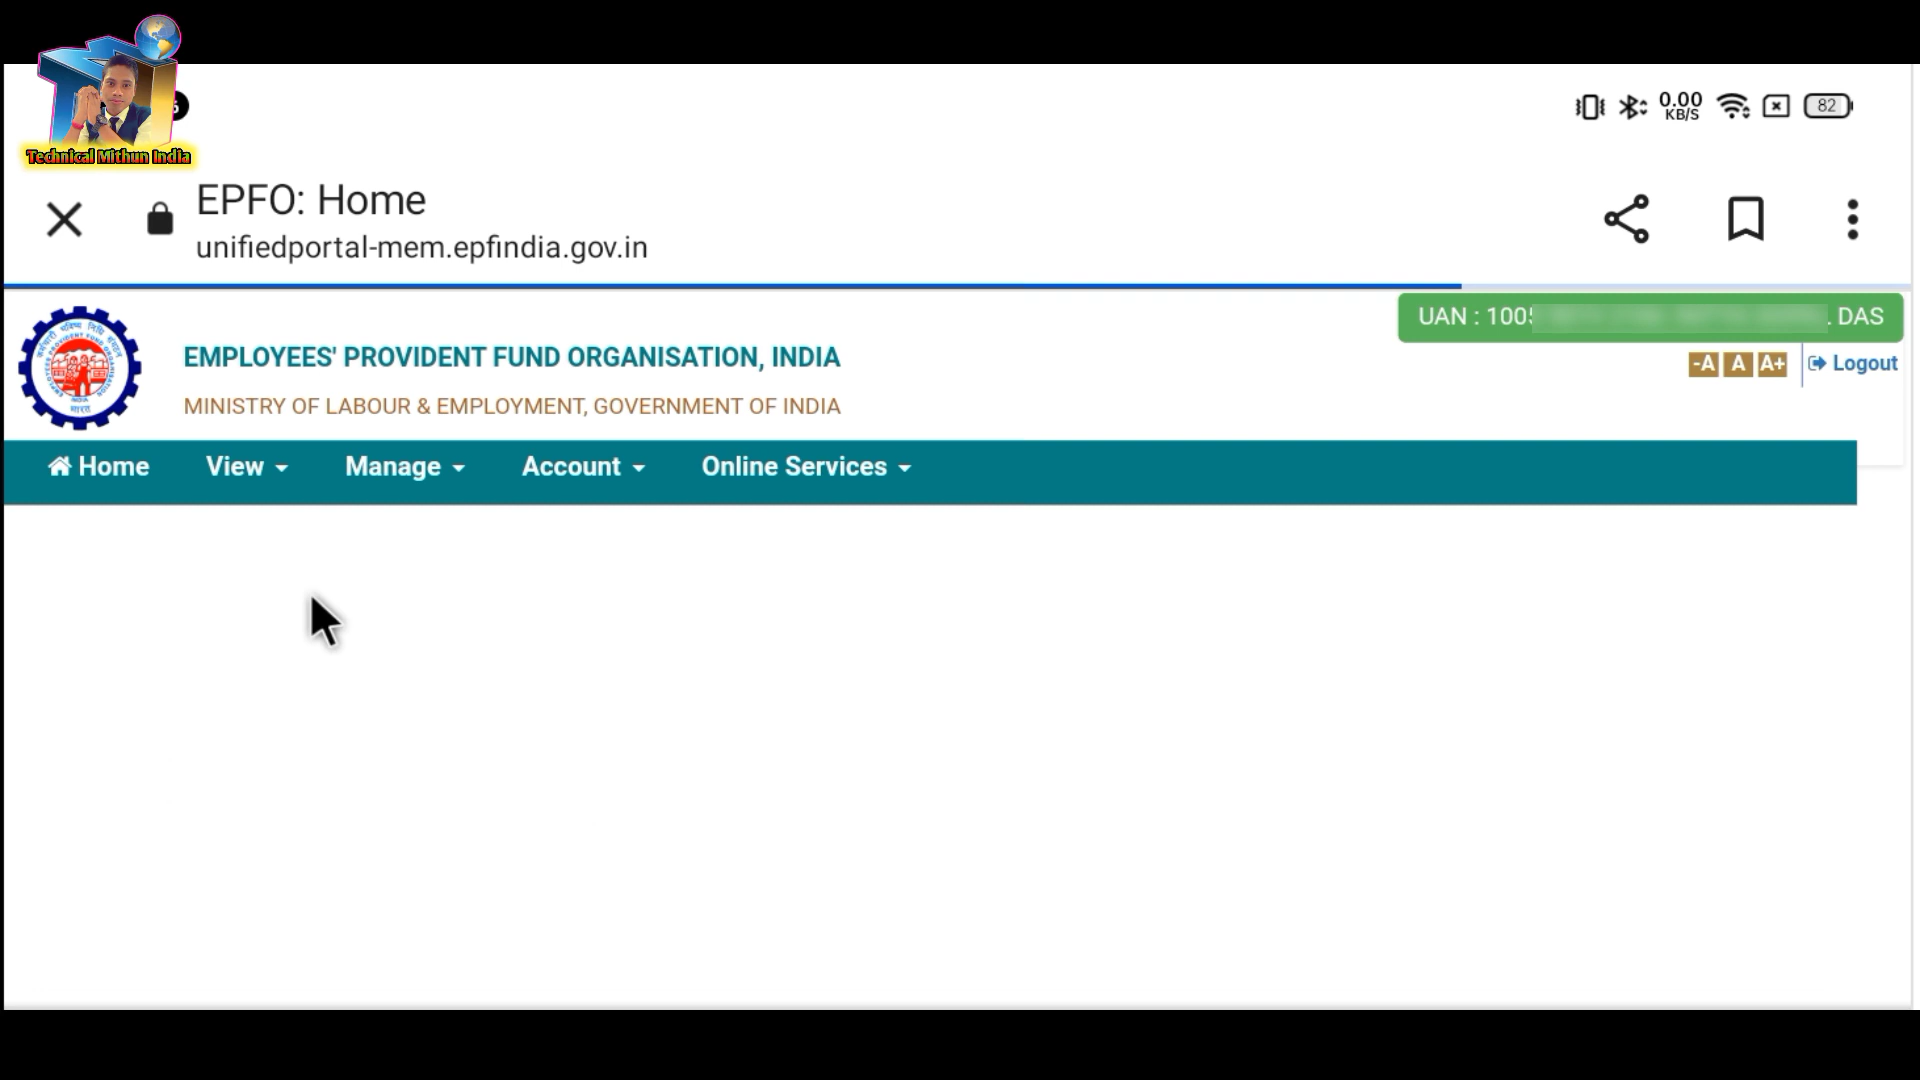 Technical Mithun India
0.00
KB/S
82
EPFO: Home
unifiedportal-mem.epfindia.gov.in
UAN : 1005
. DAS
EMPLOYEES' PROVIDENT FUND ORGANISATION, INDIA
-A A A+ Logout
MINISTRY OF LABOUR & EMPLOYMENT, GOVERNMENT OF INDIA
Home View Manage Account Online Services